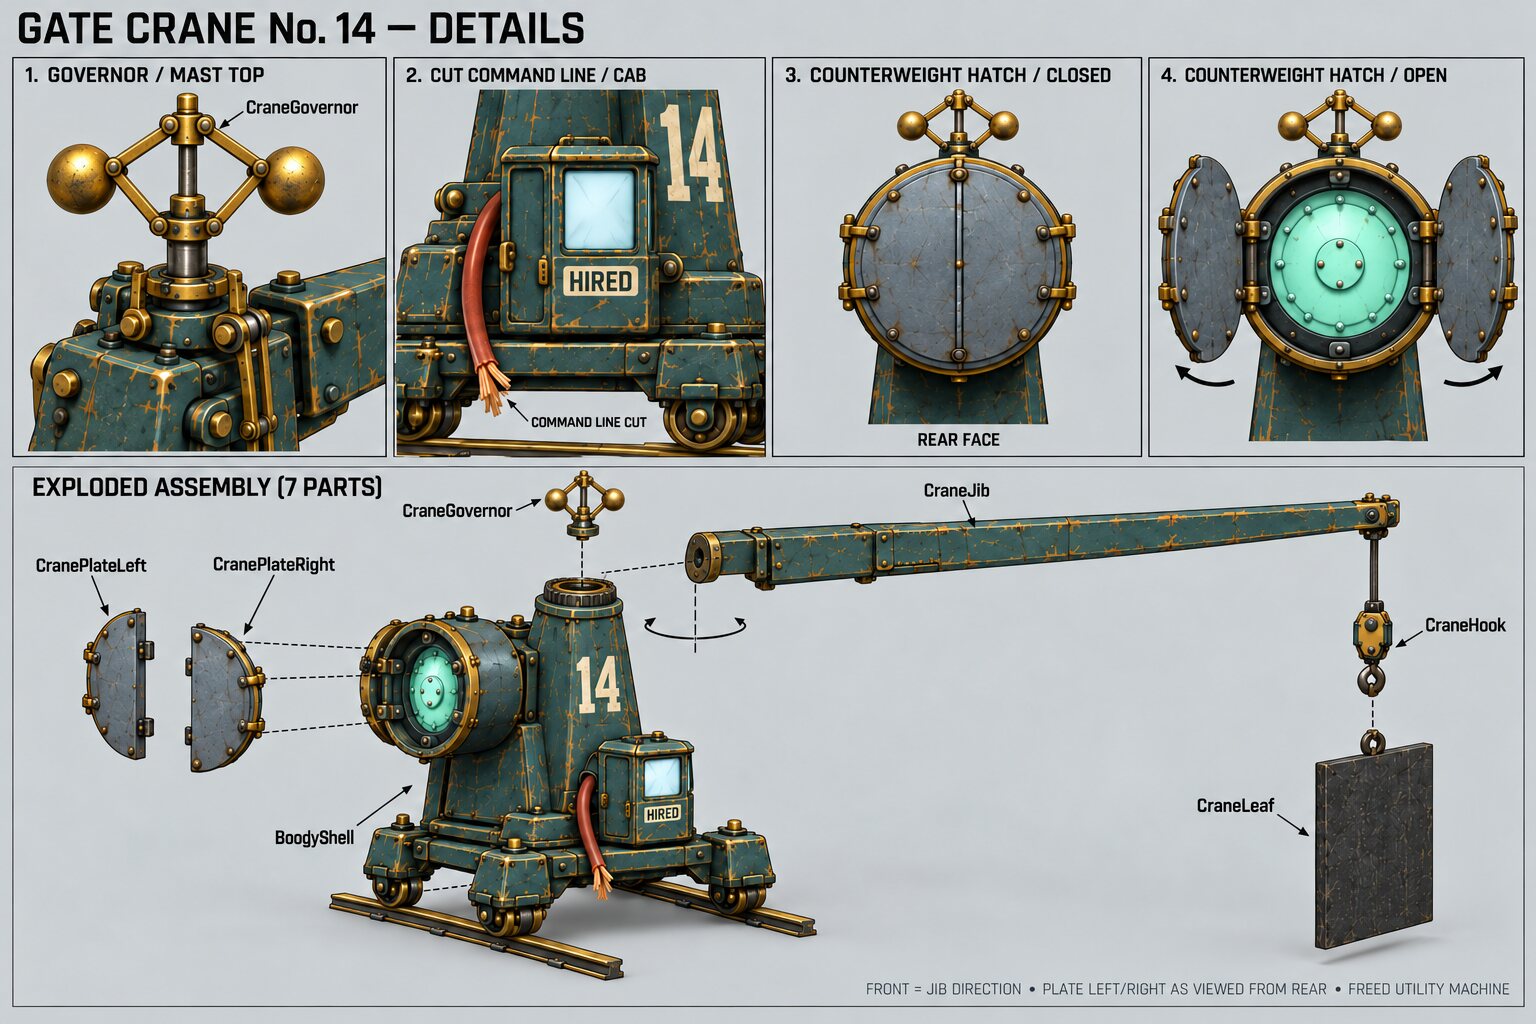 GATE CRANE No. 14 — DETAILS
1. GOVERNOR / MAST TOP
CraneGovernor
2. CUT COMMAND LINE / CAB
14
HIRED
COMMAND LINE CUT
3. COUNTERWEIGHT HATCH / CLOSED
REAR FACE
4. COUNTERWEIGHT HATCH / OPEN
EXPLODED ASSEMBLY (7 PARTS)
CraneGovernor
CraneJib
CranePlateLeft
CranePlateRight
CraneHook
14
HIRED
CraneLeaf
BoodyShell
FRONT = JIB DIRECTION • PLATE LEFT/RIGHT AS VIEWED FROM REAR • FREED UTILITY MACHINE